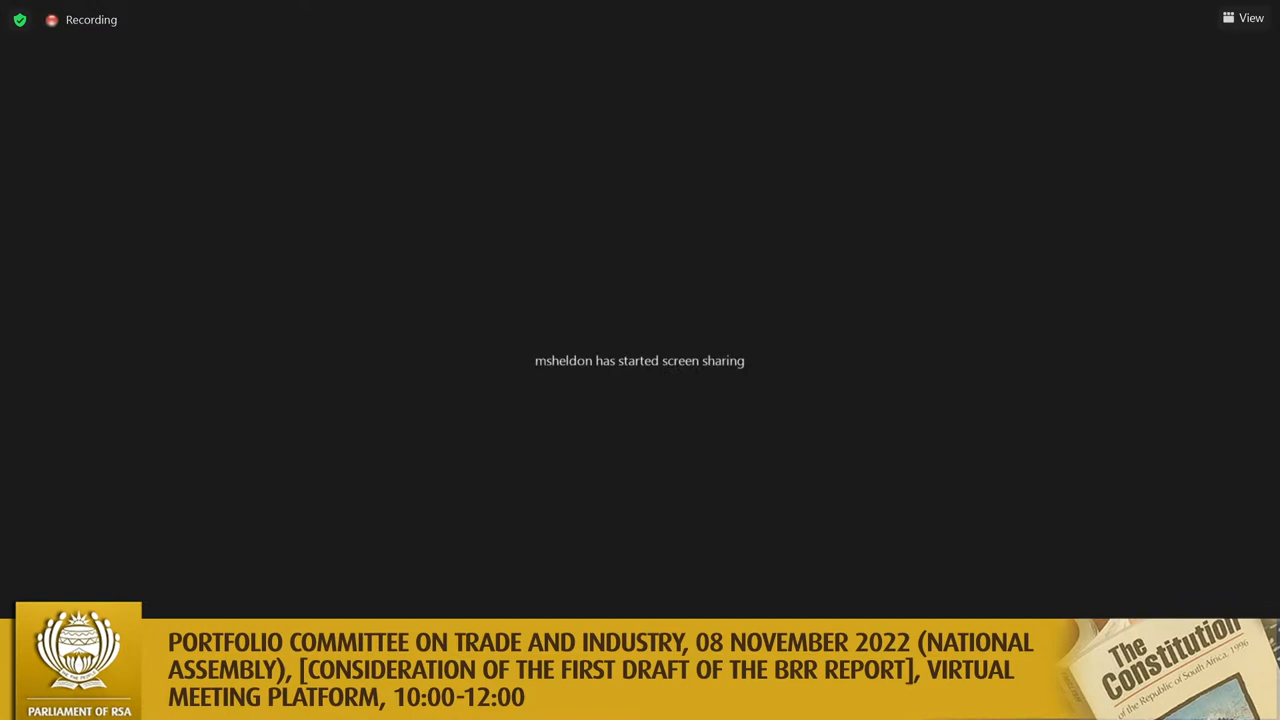 Recording
View
msheldon has started screen sharing
PORTFOLIO COMMITTEE ON TRADE AND INDUSTRY, 08 NOVEMBER 2022 (NATIONAL
ASSEMBLY), [CONSIDERATION OF THE FIRST DRAFT OF THE BRR REPORT], VIRTUAL
MEETING PLATFORM, 10:00-12:00
PARLIAMENT OF RSA
The
Constitution
of the Republic of South Africa, 1996